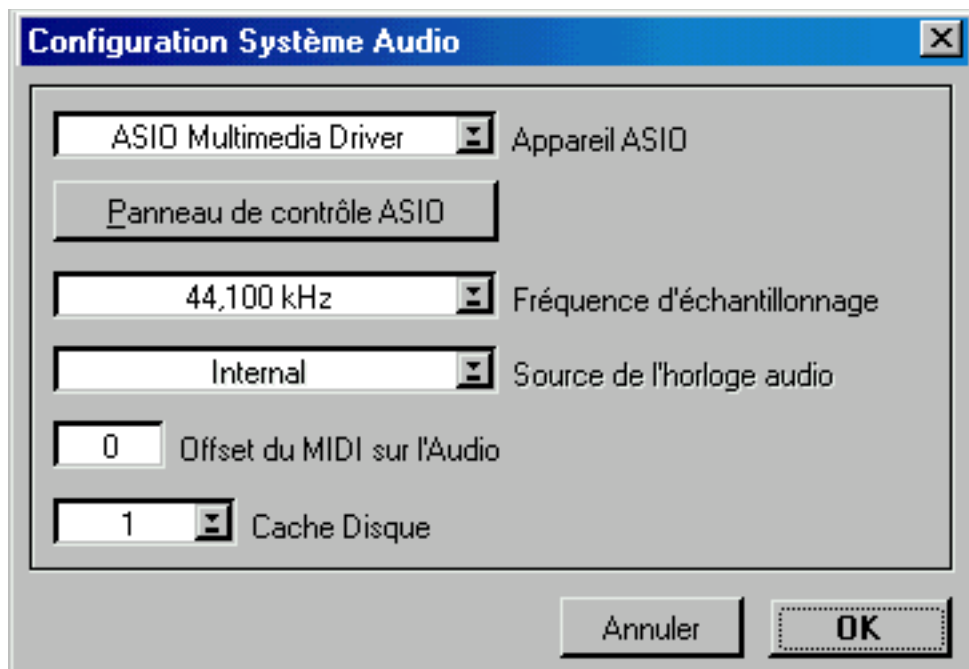 Configuration Système Audio
ASIO Multimedia Driver Appareil ASIO
Panneau de contrôle ASIO
44,100 kHz Fréquence d'échantillonnage
Internal Source de l'horloge audio
0 Offset du MIDI sur l'Audio
1 Cache Disque
Annuler OK